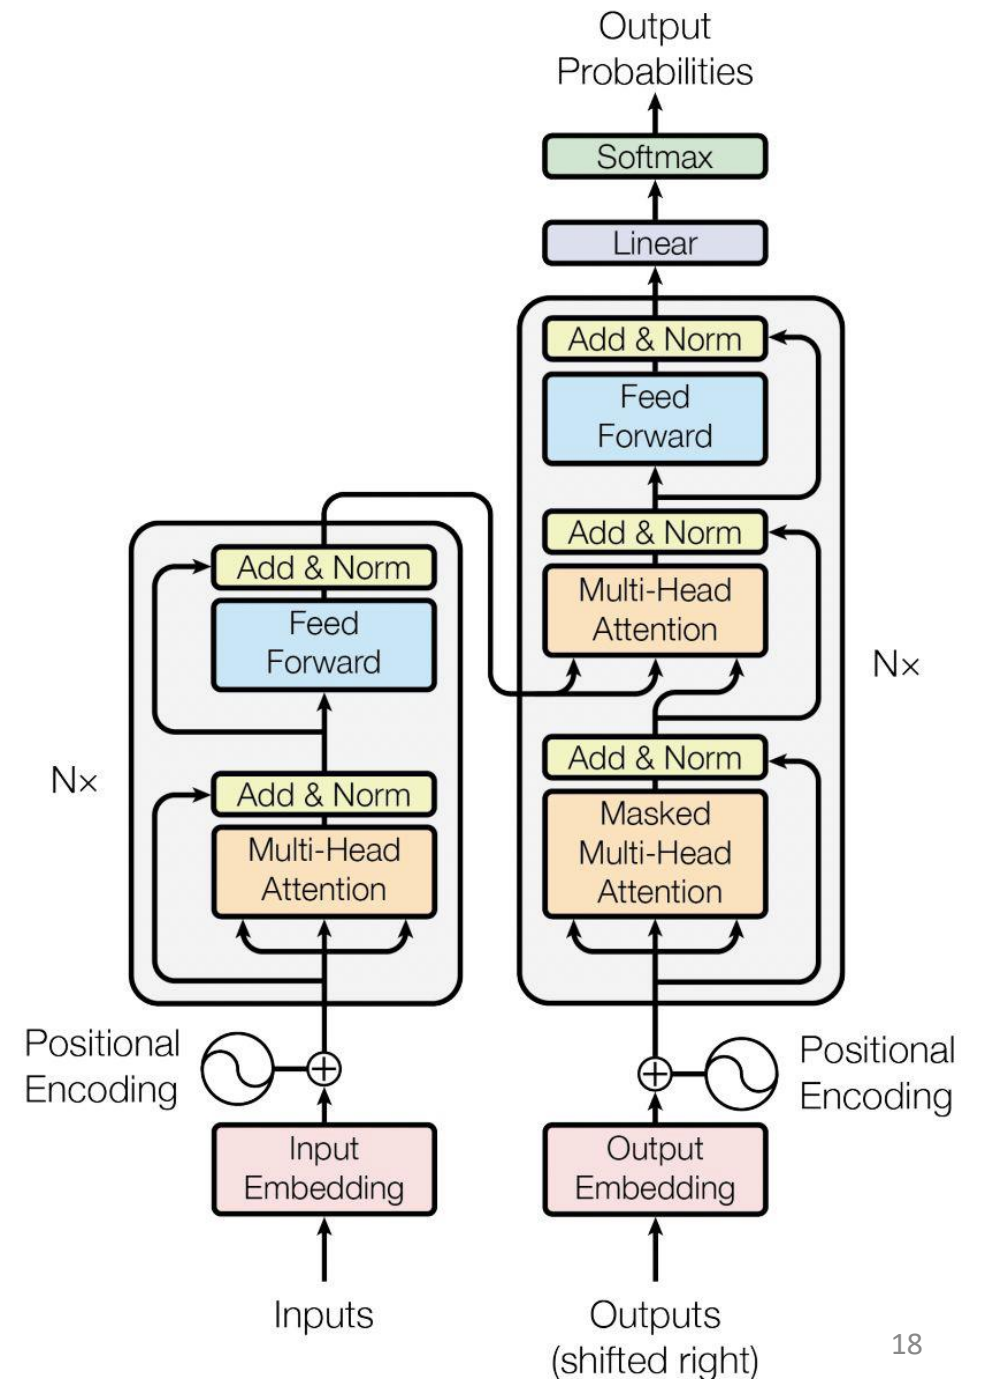 Output
Probabilities
Softmax
Linear
Add & Norm
Feed
Forward
Add & Norm
Multi-Head
Attention
N×
Add & Norm
Masked
Multi-Head
Attention
Add & Norm
Feed
Forward
N×
Add & Norm
Multi-Head
Attention
Positional
Encoding
Positional
Encoding
Input
Embedding
Output
Embedding
Inputs
Outputs
(shifted right)
18